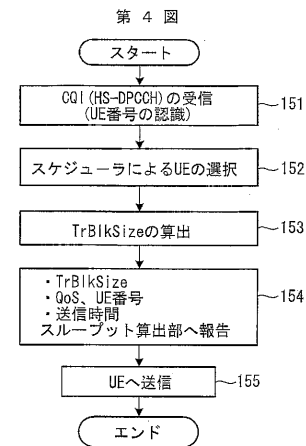 第 4 図
スタート
CQI(HS-DPCCH)の受信
(UE番号の認識)
151
スケジューラによるUEの選択
152
TrBlkSizeの算出
153
・TrBlkSize
・QoS、UE番号
・送信時間
スループット算出部へ報告
154
UEへ送信
155
エンド